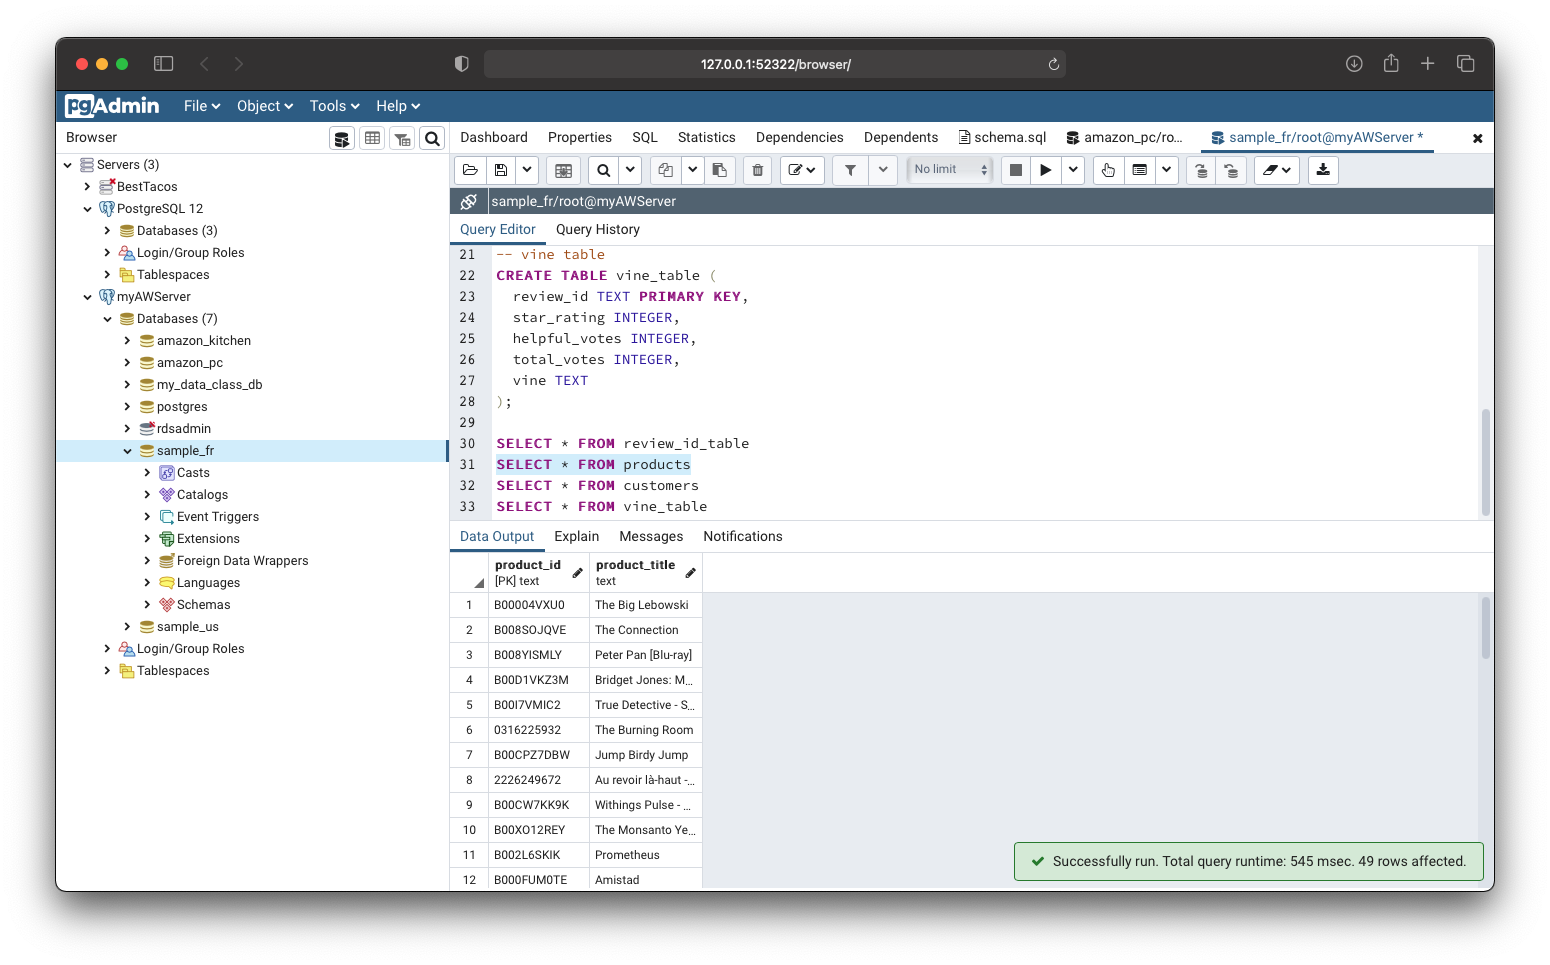 127.0.0.1:52322/browser/
pgAdmin File Object Tools Help
Browser
Dashboard Properties SQL Statistics Dependencies Dependents schema.sql amazon_pc/ro... sample_fr/root@myAWServer *
Servers (3)
BestTacos
PostgreSQL 12
Databases (3)
Login/Group Roles
Tablespaces
myAWServer
Databases (7)
amazon_kitchen
amazon_pc
my_data_class_db
postgres
rdsadmin
sample_fr
Casts
Catalogs
Event Triggers
Extensions
Foreign Data Wrappers
Languages
Schemas
sample_us
Login/Group Roles
Tablespaces
No limit
sample_fr/root@myAWServer
Query Editor Query History
21 -- vine table
22 CREATE TABLE vine_table (
23 review_id TEXT PRIMARY KEY,
24 star_rating INTEGER,
25 helpful_votes INTEGER,
26 total_votes INTEGER,
27 vine TEXT
28 );
29
30 SELECT * FROM review_id_table
31 SELECT * FROM products
32 SELECT * FROM customers
33 SELECT * FROM vine_table
Data Output Explain Messages Notifications
product_id product_title
[PK] text text
1 B00004VXU0 The Big Lebowski
2 B008SOJQVE The Connection
3 B008YISMLY Peter Pan [Blu-ray]
4 B00D1VKZ3M Bridget Jones: M...
5 B00I7VMIC2 True Detective - S...
6 0316225932 The Burning Room
7 B00CPZ7DBW Jump Birdy Jump
8 2226249672 Au revoir là-haut -...
9 B00CW7KK9K Withings Pulse - ...
10 B00XO12REY The Monsanto Ye...
11 B002L6SKIK Prometheus
12 B000FUM0TE Amistad
Successfully run. Total query runtime: 545 msec. 49 rows affected.